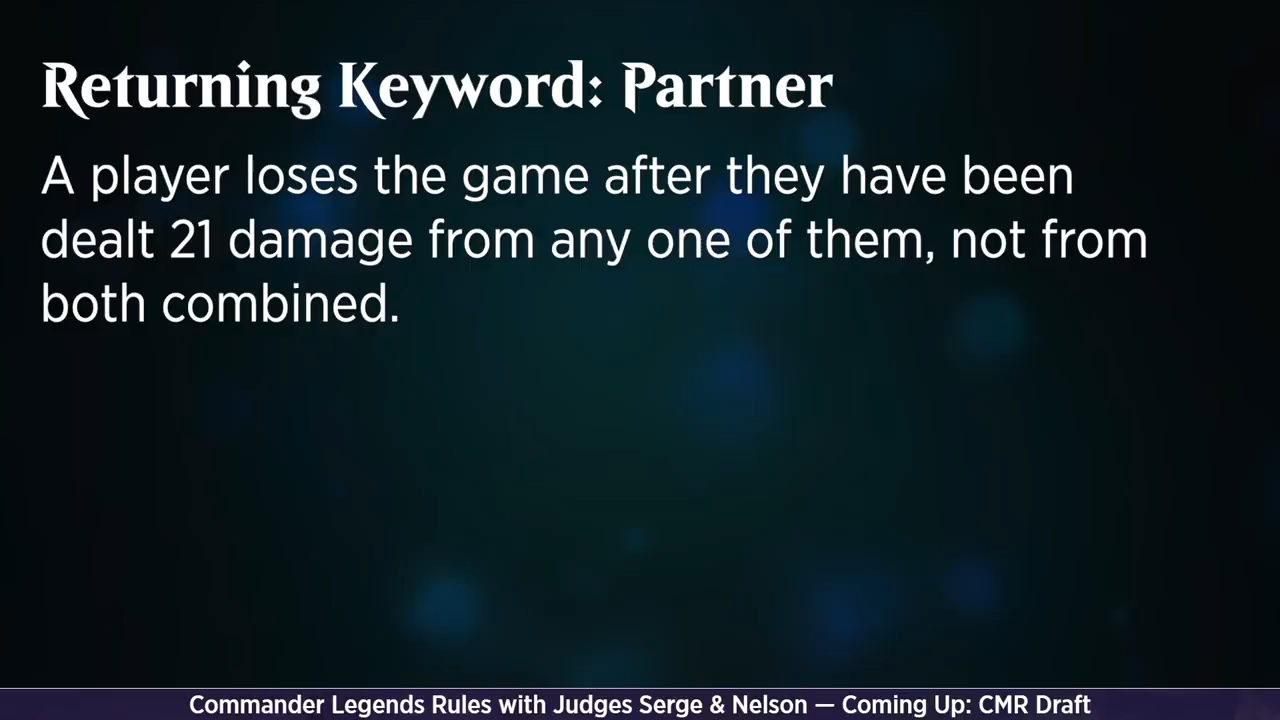 Returning Keyword: Partner
A player loses the game after they have been
dealt 21 damage from any one of them, not from
both combined.
Commander Legends Rules with Judges Serge & Nelson — Coming Up: CMR Draft